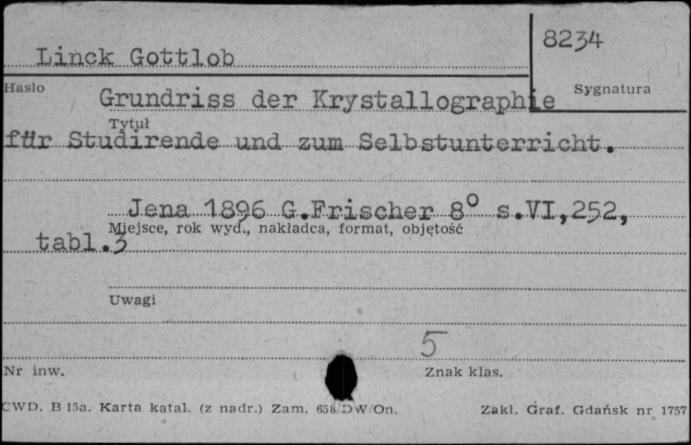 Linck Gottlob
8234
Hasło
Sygnatura
Grundriss der Krystallographie
Tytuł
für Studirende und zum Selbstunterricht.
Jena 1896 G.Frischer 8° s.VI,252,
Miejsce, rok wyd., nakładca, format, objętość
tabl.3
Uwagi
5
Nr inw.
Znak klas.
CWD. B 15a. Karta katal. (z nadr.) Zam. 658/DW/On.
Zakl. Graf. Gdańsk nr 1757